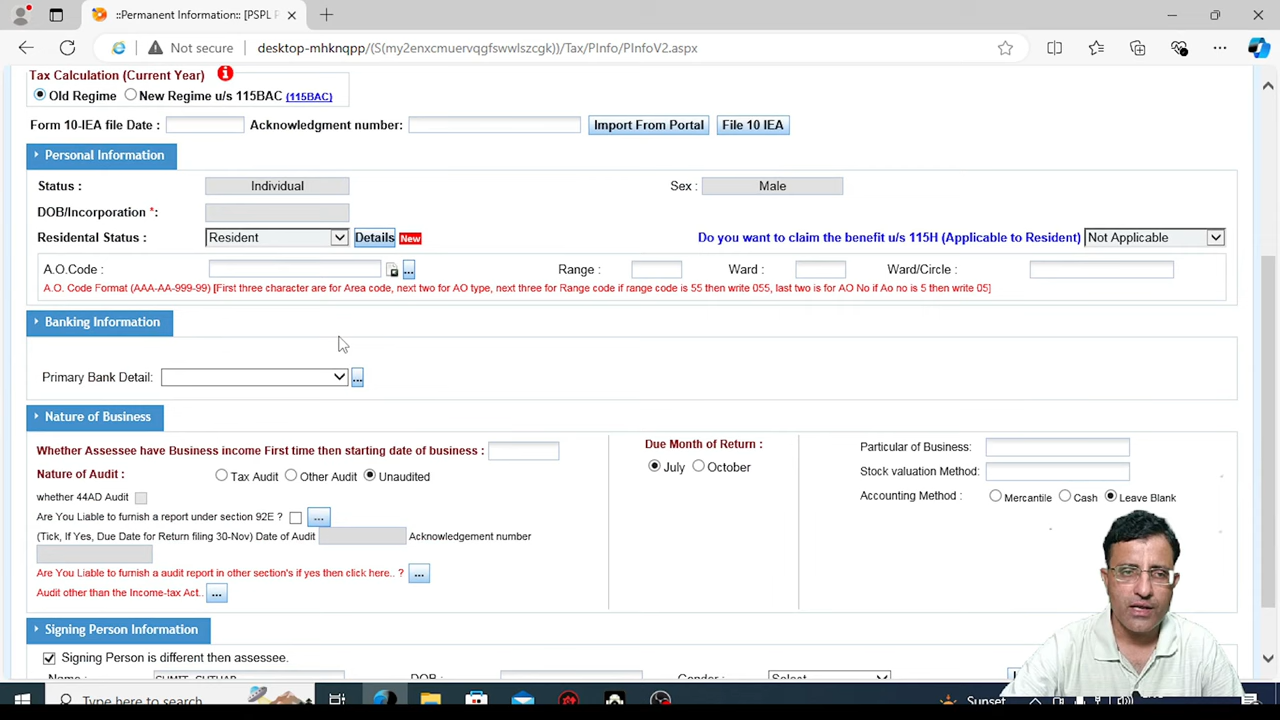 ::Permanent Information:: [PSPL P
Not secure
desktop-mhknqpp/(S(my2enxcmuervqgfswwlszcgk))/Tax/PInfo/PInfoV2.aspx
Tax Calculation (Current Year)
Old Regime New Regime u/s 115BAC (115BAC)
Form 10-IEA file Date : Acknowledgment number: Import From Portal File 10 IEA
Personal Information
Status : Individual Sex : Male
DOB/Incorporation *:
Residental Status : Resident Details New Do you want to claim the benefit u/s 115H (Applicable to Resident) Not Applicable
A.O.Code : ... Range : Ward : Ward/Circle :
A.O. Code Format (AAA-AA-999-99) [First three character are for Area code, next two for AO type, next three for Range code if range code is 55 then write 055, last two is for AO No if Ao no is 5 then write 05]
Banking Information
Primary Bank Detail: ...
Nature of Business
Whether Assessee have Business income First time then starting date of business : Due Month of Return : Particular of Business:
Nature of Audit : Tax Audit Other Audit Unaudited July October Stock valuation Method:
whether 44AD Audit Accounting Method : Mercantile Cash Leave Blank
Are You Liable to furnish a report under section 92E ? ...
(Tick, If Yes, Due Date for Return filing 30-Nov) Date of Audit Acknowledgement number
Are You Liable to furnish a audit report in other section's if yes then click here.. ? ...
Audit other than the Income-tax Act.. ...
Signing Person Information
Signing Person is different then assessee.
Name : SUMIT SUTHAR DOB : Gender : Select
Type here to search
Sunset